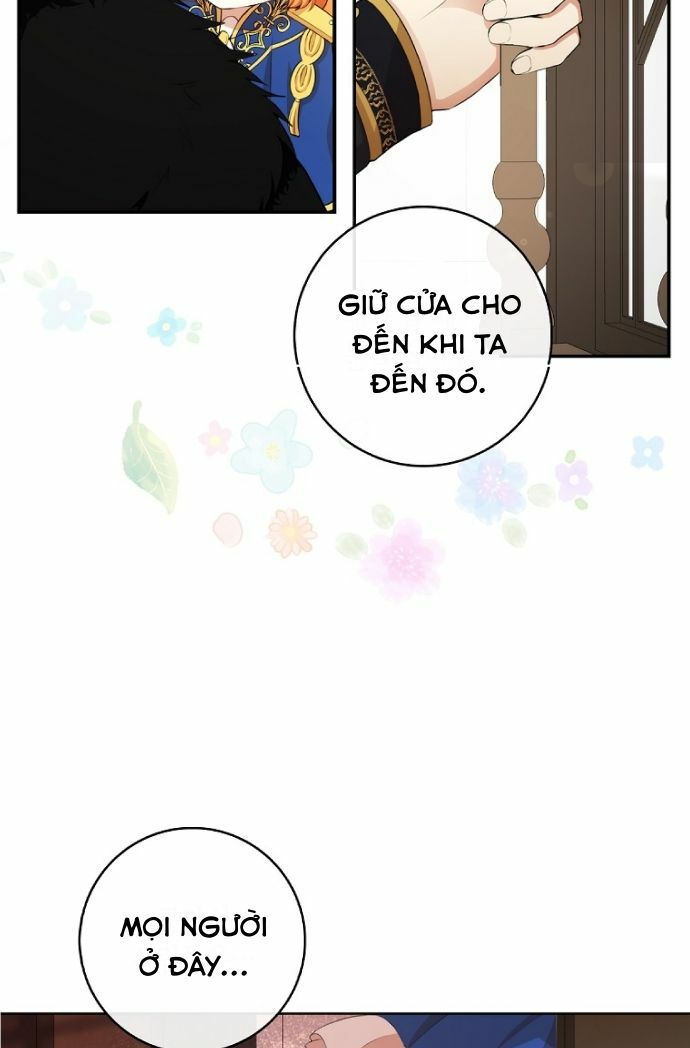 GIỮ CỬA CHO
ĐẾN KHI TA
ĐẾN ĐÓ.
MỌI NGƯỜI
Ở ĐÂY...